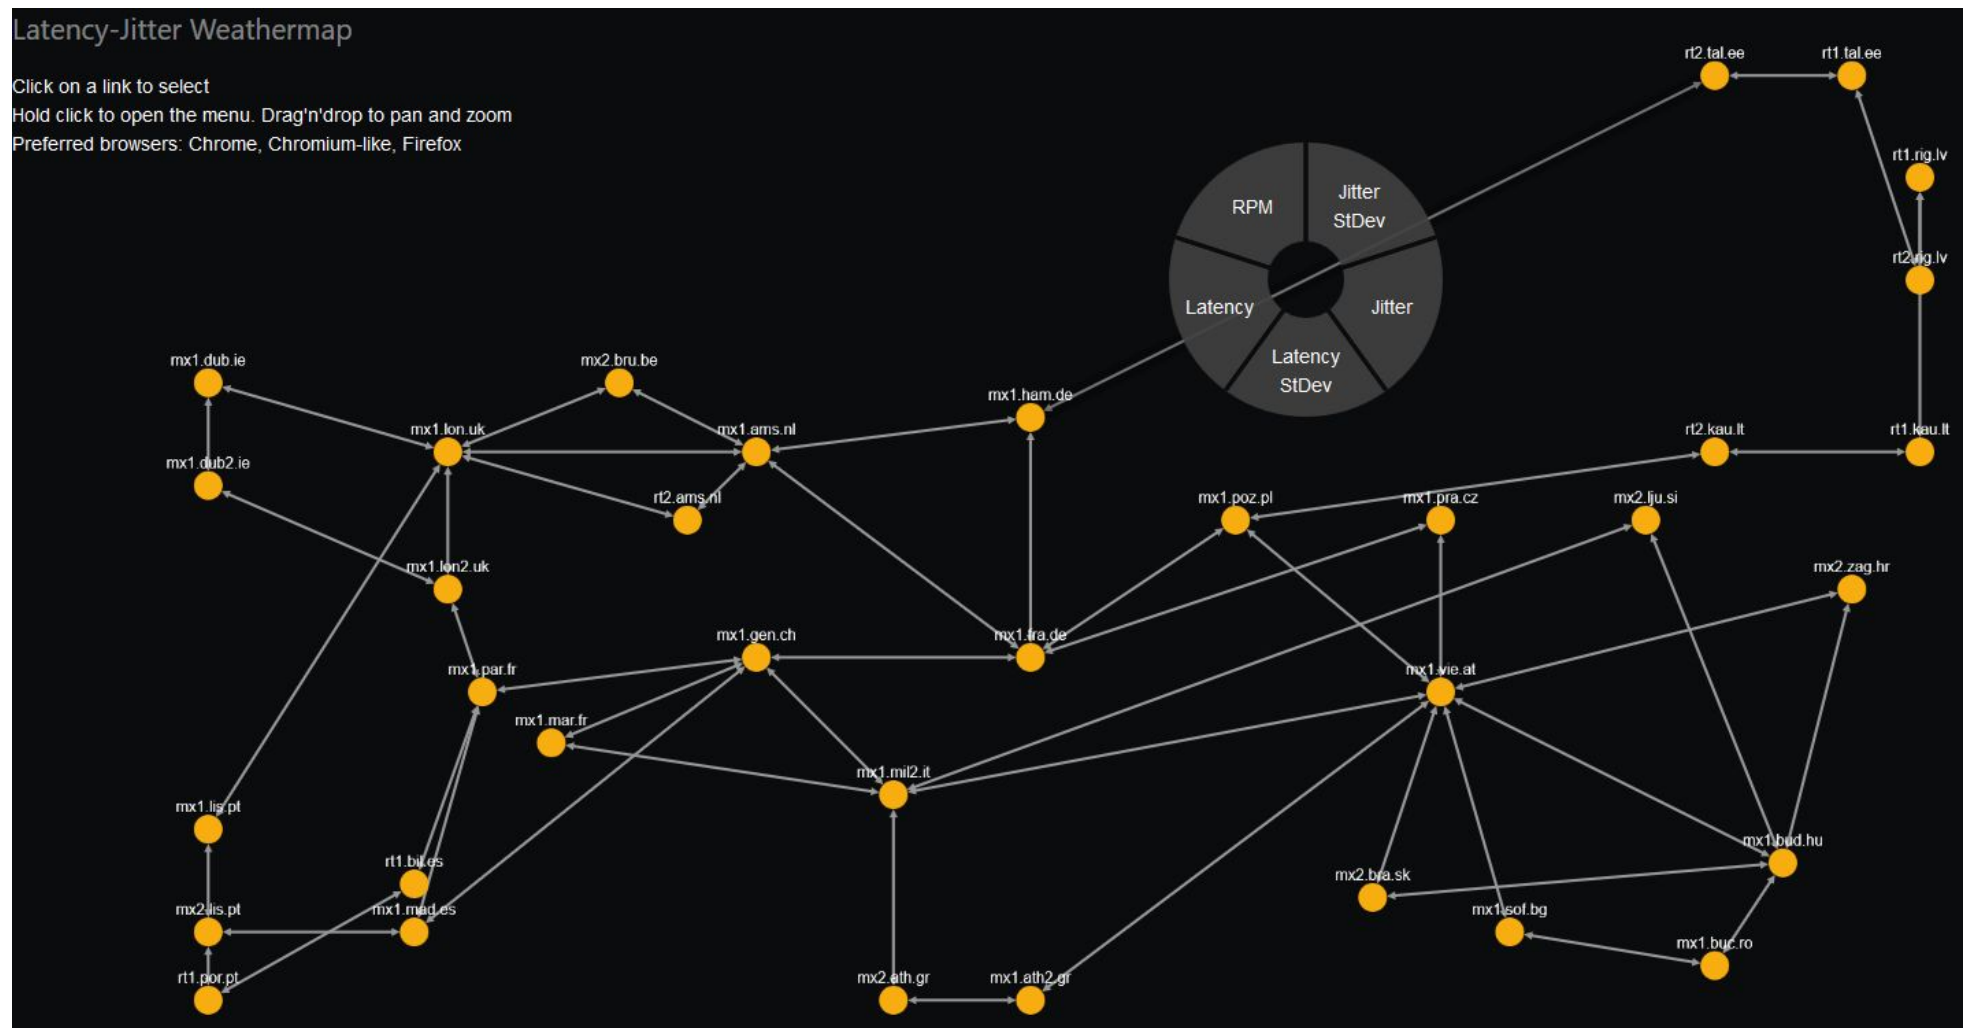 Latency-Jitter Weathermap
Click on a link to select
Hold click to open the menu. Drag'n'drop to pan and zoom
Preferred browsers: Chrome, Chromium-like, Firefox
rt2.tal.ee
rt1.tal.ee
rt1.rig.lv
RPM
Jitter
StDev
rt2.rig.lv
Latency
Jitter
Latency
StDev
mx1.dub.ie
mx2.bru.be
mx1.ham.de
mx1.lon.uk
mx1.ams.nl
rt2.kau.lt
rt1.kau.lt
mx1.dub2.ie
rt2.ams.nl
mx1.poz.pl
mx1.pra.cz
mx2.lju.si
mx1.lon2.uk
mx2.zag.hr
mx1.gen.ch
mx1.fra.de
mx1.par.fr
mx1.vie.at
mx1.mar.fr
mx1.mil2.it
mx1.lis.pt
mx1.bud.hu
rt1.bil.es
mx2.bra.sk
mx2.lis.pt
mx1.mad.es
mx1.sof.bg
mx1.buc.ro
rt1.por.pt
mx2.ath.gr
mx1.ath2.gr